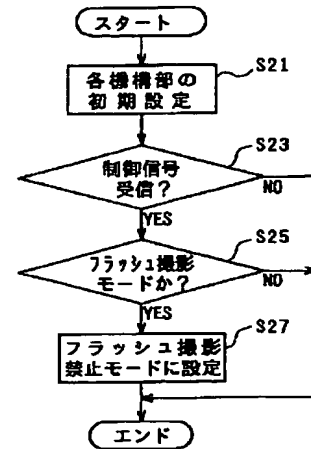 スタート
S21
各機構部の
初期設定
S23
制御信号
受信?
NO
YES
S25
フラッシュ撮影
モードか?
NO
YES
S27
フラッシュ撮影
禁止モードに設定
エンド